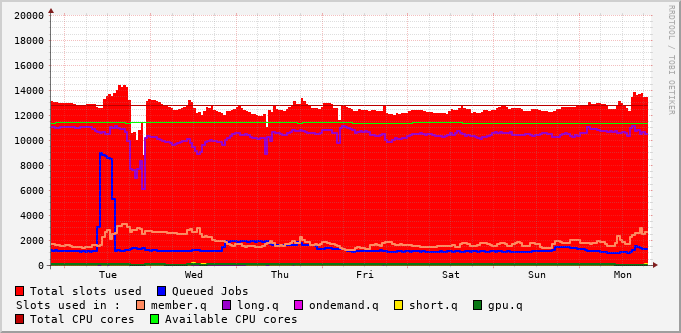 20000
18000
16000
14000
12000
10000
8000
6000
4000
2000
0
Tue Wed Thu Fri Sat Sun Mon
RRDTOOL / TOBI OETIKER
Total slots used Queued Jobs
Slots used in : member.q long.q ondemand.q short.q gpu.q
Total CPU cores Available CPU cores